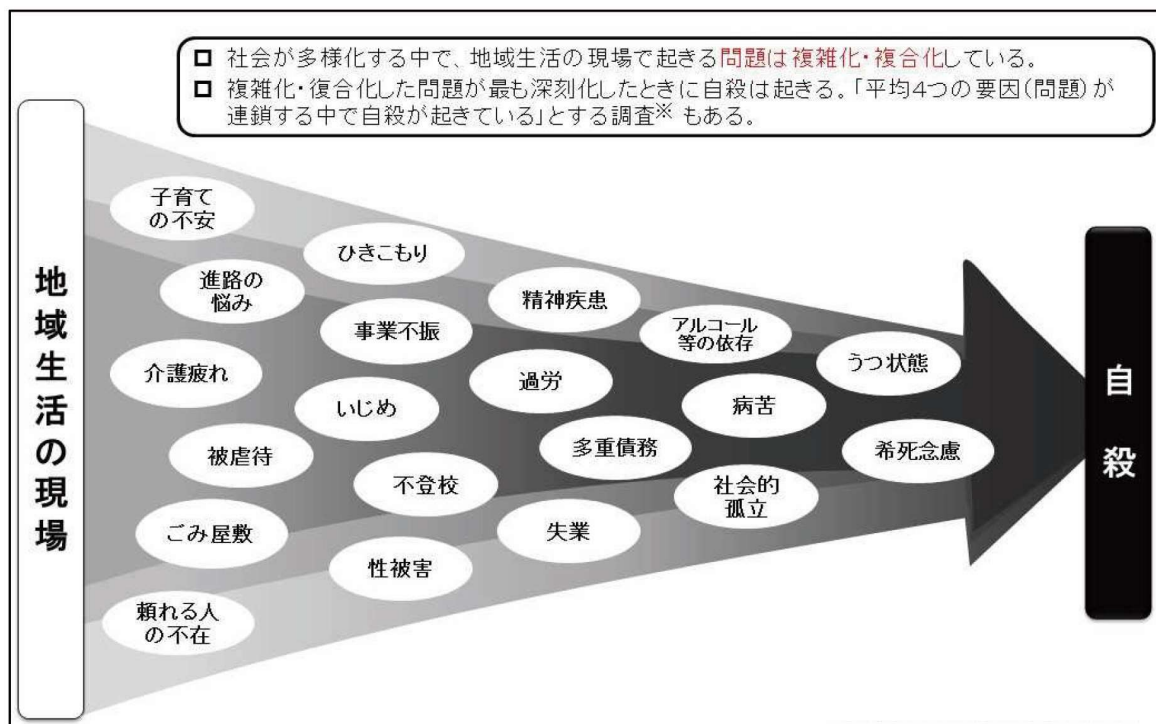 □ 社会が多様化する中で、地域生活の現場で起きる問題は複雑化・複合化している。
□ 複雑化・復合化した問題が最も深刻化したときに自殺は起きる。「平均4つの要因(問題)が
連鎖する中で自殺が起きている」とする調査※ もある。
地域生活の現場
子育て
の不安
進路の
悩み
介護疲れ
被虐待
ごみ屋敷
頼れる人
の不在
ひきこもり
事業不振
いじめ
不登校
性被害
精神疾患
過労
多重債務
失業
アルコール
等の依存
病苦
社会的
孤立
うつ状態
希死念慮
自殺